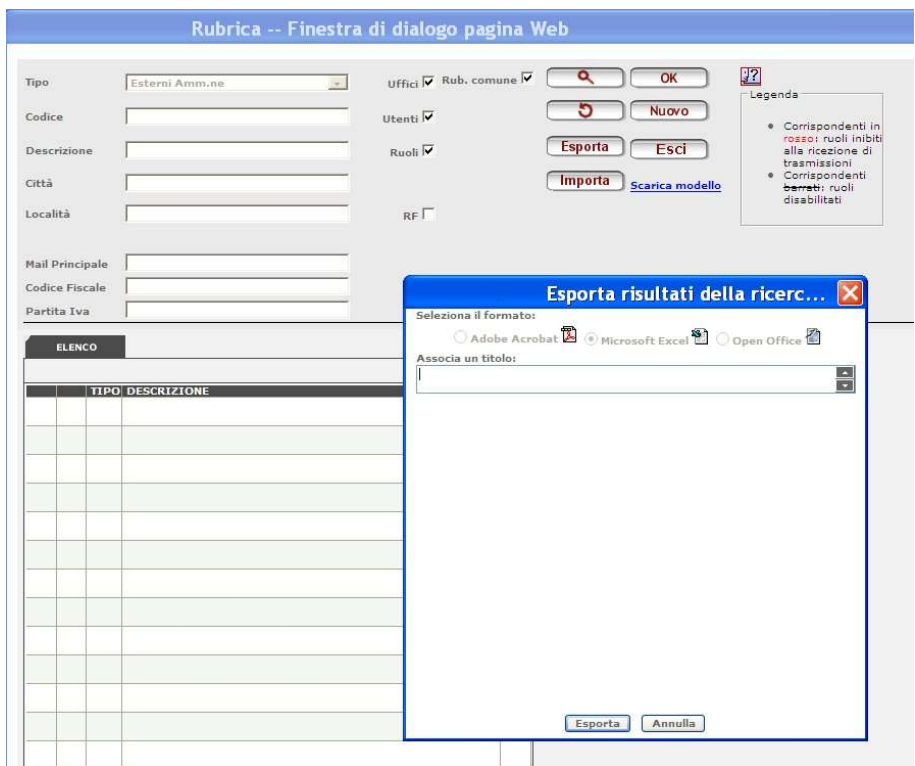 Rubrica -- Finestra di dialogo pagina Web
Tipo
Esterni Amm.ne
Uffici
Rub. comune
OK
Codice
Utenti
Nuovo
Descrizione
Ruoli
Esporta
Esci
Città
Importa
Scarica modello
Località
RF
Legenda
Corrispondenti in
rosso: ruoli inibiti
alla ricezione di
trasmissioni
Corrispondenti
barrati: ruoli
disabilitati
Mail Principale
Codice Fiscale
Partita Iva
ELENCO
TIPO DESCRIZIONE
Esporta risultati della ricerc...
Seleziona il formato:
Adobe Acrobat
Microsoft Excel
Open Office
Associa un titolo:
Esporta
Annulla